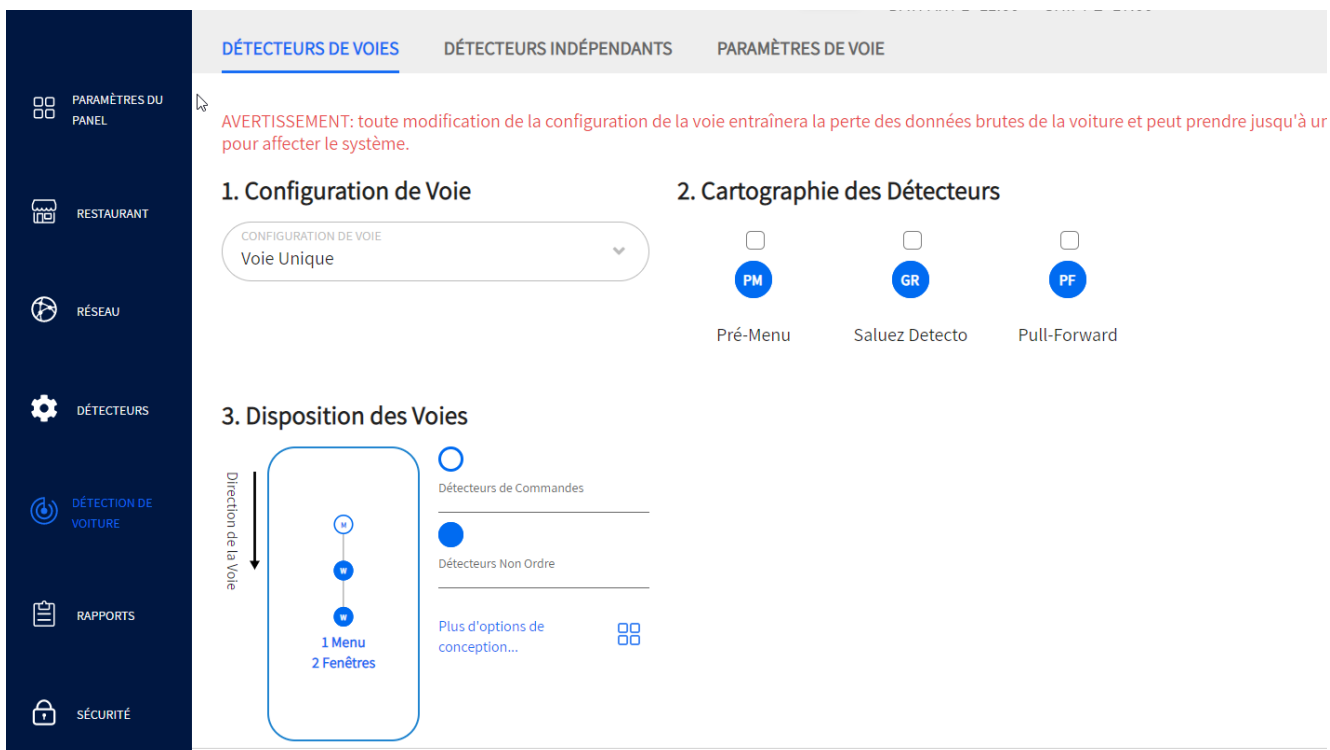 DÉTECTEURS DE VOIES
DÉTECTEURS INDÉPENDANTS
PARAMÈTRES DE VOIE
PARAMÈTRES DU
PANEL
RESTAURANT
RÉSEAU
DÉTECTEURS
DÉTECTION DE
VOITURE
RAPPORTS
SÉCURITÉ
AVERTISSEMENT: toute modification de la configuration de la voie entraînera la perte des données brutes de la voiture et peut prendre jusqu'à
pour affecter le système.
1. Configuration de Voie
CONFIGURATION DE VOIE
Voie Unique
2. Cartographie des Détecteurs
PM
GR
PF
Pré-Menu
Saluez Detecto
Pull-Forward
3. Disposition des Voies
Direction de la Voie
M
W
W
1 Menu
2 Fenêtres
Détecteurs de Commandes
Détecteurs Non Ordre
Plus d'options de
conception...